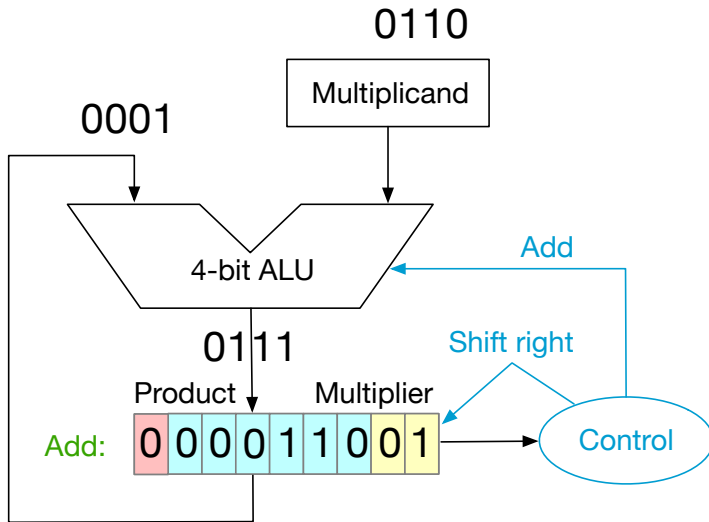 0110
Multiplicand
0001
4-bit ALU
Add
0111
Shift right
Product
Multiplier
Add:
0 0 0 0 1 1 0 0 1
Control